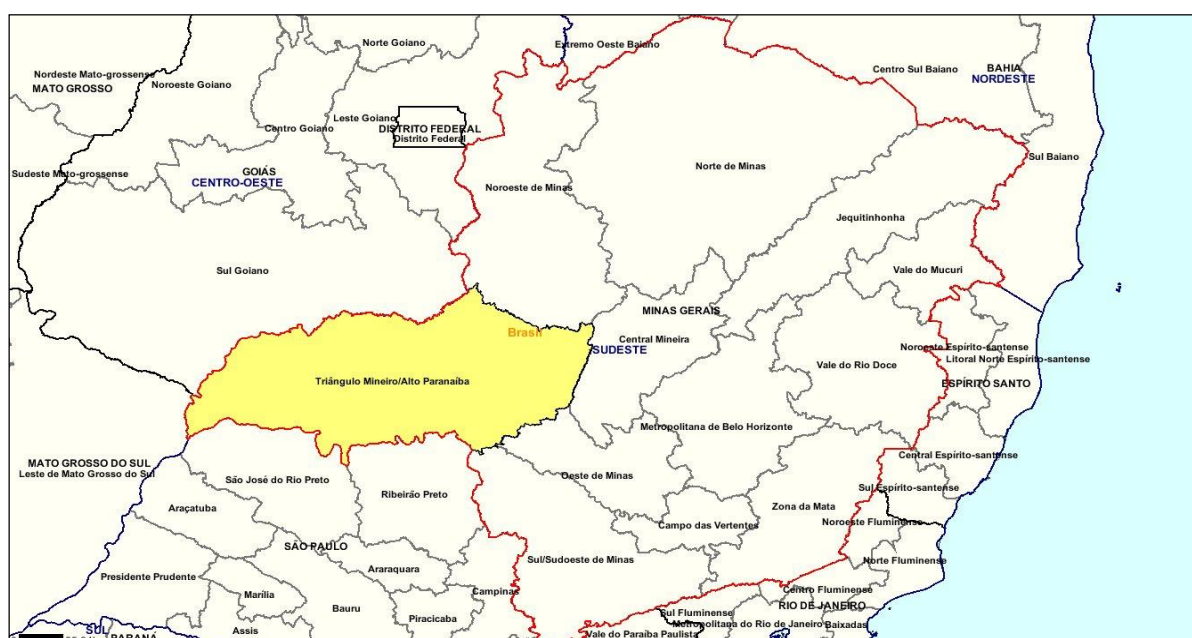 Norte Goiano
Extremo Oeste Baiano
Nordeste Mato-grossense
MATO GROSSO
Noroeste Goiano
Centro Sul Baiano
BAHIA
NORDESTE
Leste Goiano
Centro Goiano
DISTRITO FEDERAL
Distrito Federal
Sul Baiano
Norte de Minas
Sudeste Mato-grossense
GOIÁS
CENTRO-OESTE
Noroeste de Minas
Jequitinhonha
Sul Goiano
Vale do Mucuri
MINAS GERAIS
Brasil
Central Mineira
SUDESTE
Noroeste Espírito-santense
Litoral Norte Espírito-santense
Vale do Rio Doce
Triângulo Mineiro/Alto Paranaíba
ESPÍRITO SANTO
Metropolitana de Belo Horizonte
Central Espírito-santense
MATO GROSSO DO SUL
Leste de Mato Grosso do Sul
São José do Rio Preto
Ribeirão Preto
Oeste de Minas
Sul Espírito-santense
Araçatuba
Zona da Mata
Campo das Vertentes
Noroeste Fluminense
SÃO PAULO
Sul/Sudoeste de Minas
Norte Fluminense
Araraquara
Presidente Prudente
Campinas
Centro Fluminense
Marília
Bauru
RIO DE JANEIRO
Sul Fluminense
Piracicaba
Metropolitana do Rio de Janeiro
Baixadas
SUL
Assis
Vale do Paraíba Paulista
PARANÁ